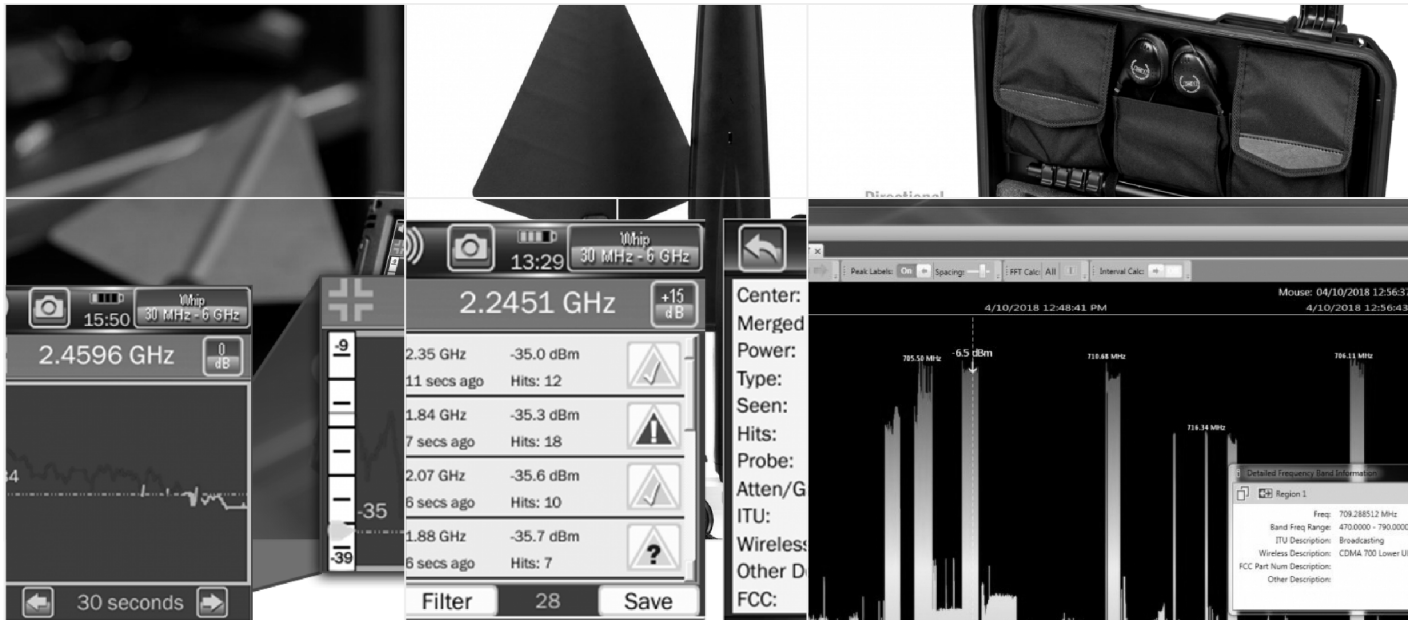 Directional
15:50
Whip
30 MHz - 6 GHz
2.4596 GHz
0
dB
34
30 seconds
-9
-35
-39
13:29
Whip
30 MHz - 6 GHz
2.2451 GHz
+15
dB
2.35 GHz
-35.0 dBm
11 secs ago
Hits: 12
1.84 GHz
-35.3 dBm
7 secs ago
Hits: 18
2.07 GHz
-35.6 dBm
6 secs ago
Hits: 10
1.88 GHz
-35.7 dBm
6 secs ago
Hits: 7
Filter
28
Save
Center:
Merged
Power:
Type:
Seen:
Hits:
Probe:
Atten/G
ITU:
Wireless
Other D
FCC:
Peak Labels: On
Spacing:
FFT Calc: All
Interval Calc:
Mouse: 04/10/2018 12:56:37
4/10/2018 12:48:41 PM
4/10/2018 12:56:43
705.50 MHz
-6.5 dBm
710.68 MHz
706.11 MHz
716.34 MHz
Detailed Frequency Band Information
Region 1
Freq: 709.288512 MHz
Band Freq Range: 470.0000 - 790.0000
ITU Description: Broadcasting
Wireless Description: CDMA 700 Lower U
FCC Part Num Description:
Other Description: